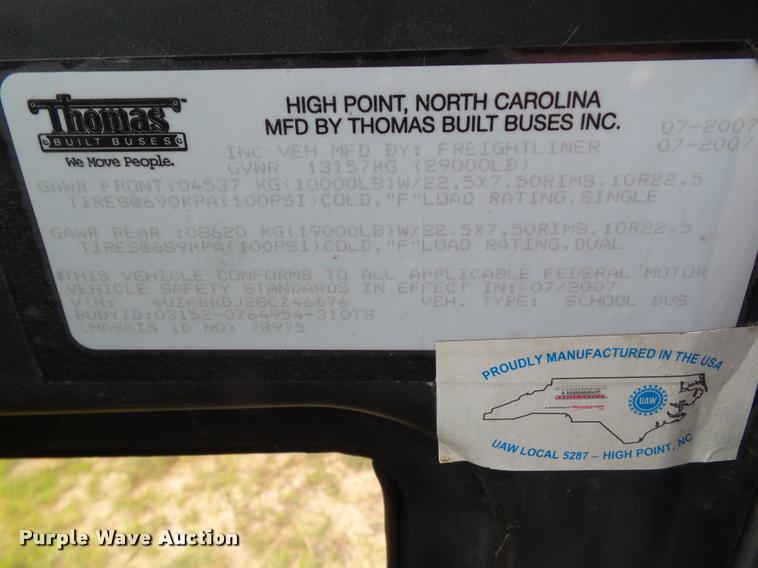 Thomas
BUILT BUSES
We Move People.
HIGH POINT, NORTH CAROLINA
MFD BY THOMAS BUILT BUSES INC.
07-2007
INC.VEH MFD BY: FREIGHTLINER 07-2007
GVWR 13157KG (29000LB)
GAWR FRONT:04537 KG(10000LB)W/22.5X7.50RIMS,10R22.5
TIRES@690KPA(100PSI)COLD,"F"LOAD RATING,SINGLE
GAWR REAR :08620 KG(19000LB)W/22.5X7.50RIMS,10R22.5
TIRES@689KPA(100PSI)COLD,"F"LOAD RATING,DUAL
*THIS VEHICLE CONFORMS TO ALL APPLICABLE FEDERAL MOTOR
VEHICLE SAFETY STANDARDS IN EFFECT IN: 07/2007
VIN: 4UZABRDJ28CZ46676 VEH. TYPE: SCHOOL BUS
BODYID:03152-0764954-310TS
CHASSIS ID NO: 78975
PROUDLY MANUFACTURED IN THE USA
THOMAS
BUILT BUSES
UAW
UAW LOCAL 5287 – HIGH POINT, NC
Purple Wave Auction